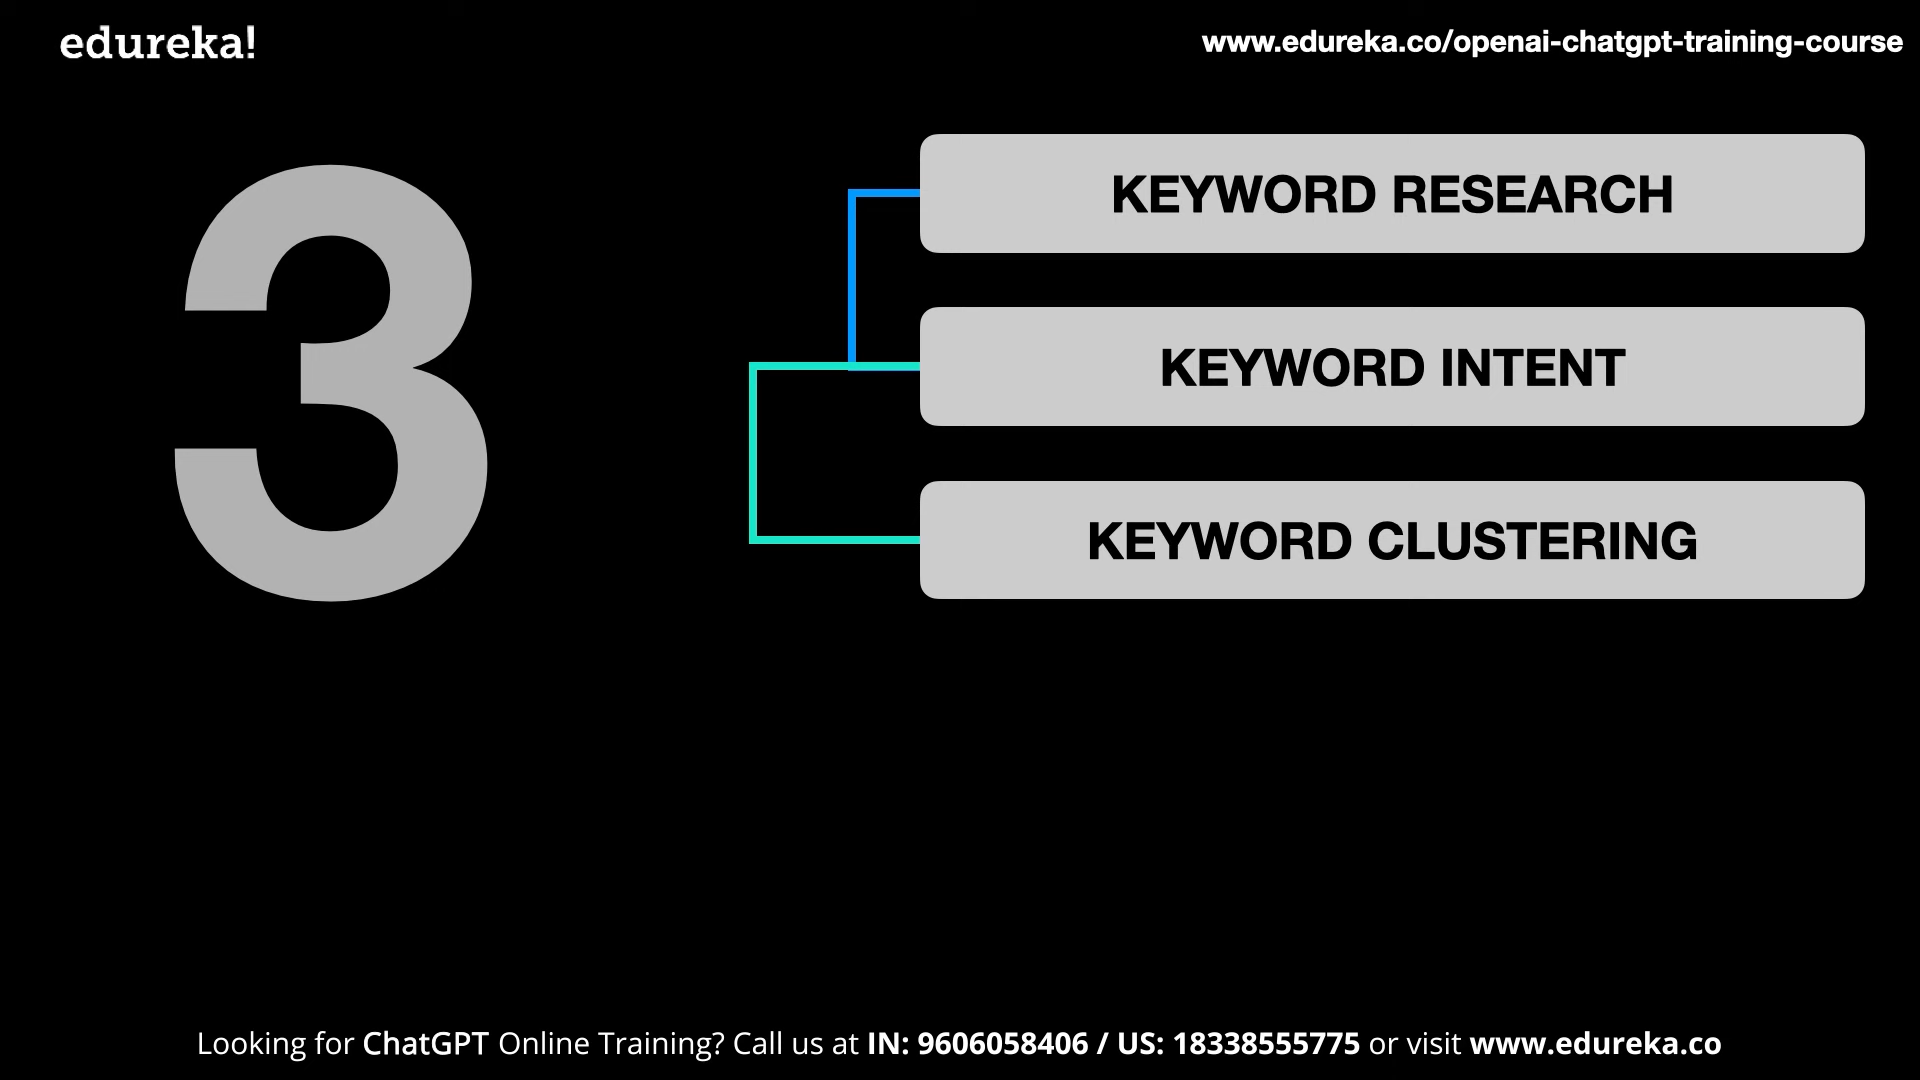 edureka!
www.edureka.co/openai-chatgpt-training-course
3
KEYWORD RESEARCH
KEYWORD INTENT
KEYWORD CLUSTERING
Looking for ChatGPT Online Training? Call us at IN: 9606058406 / US: 18338555775 or visit www.edureka.co